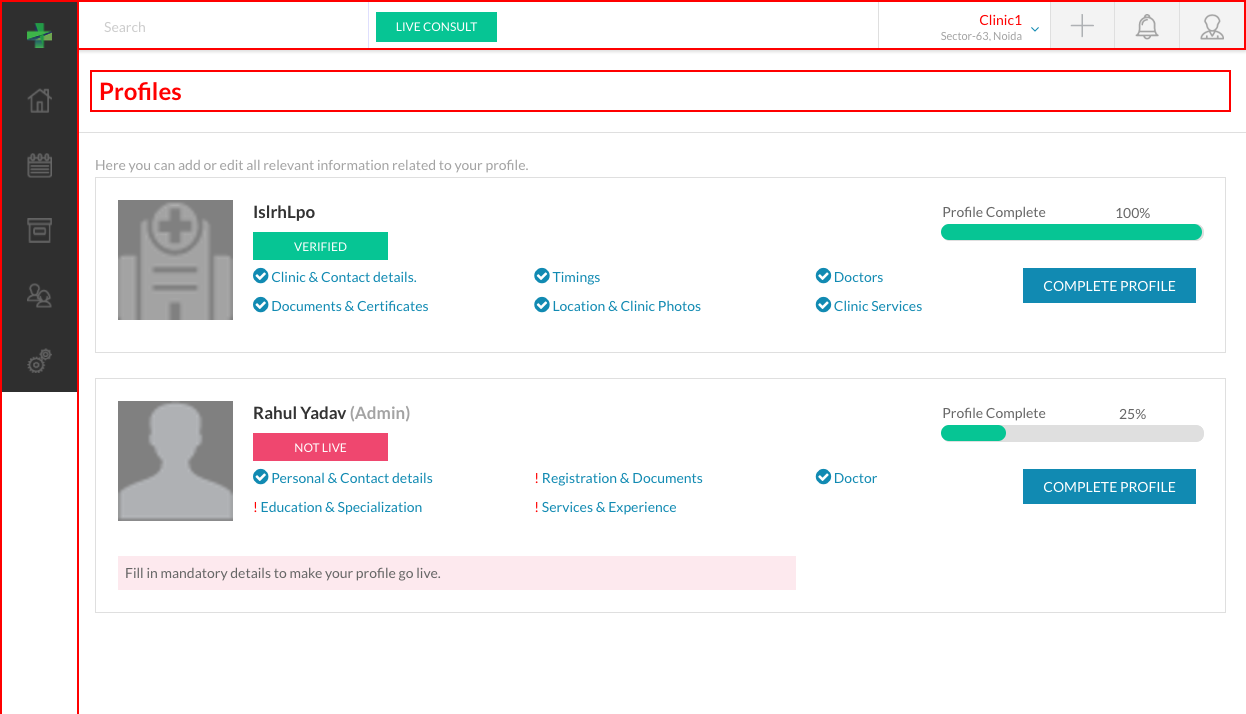 Search
LIVE CONSULT
Clinic1
Sector-63, Noida
Profiles
Here you can add or edit all relevant information related to your profile.
IslrhLpo
Profile Complete 100%
VERIFIED
Clinic & Contact details. Timings Doctors
COMPLETE PROFILE
Documents & Certificates Location & Clinic Photos Clinic Services
Rahul Yadav (Admin)
Profile Complete 25%
NOT LIVE
Personal & Contact details ! Registration & Documents Doctor
COMPLETE PROFILE
! Education & Specialization ! Services & Experience
Fill in mandatory details to make your profile go live.